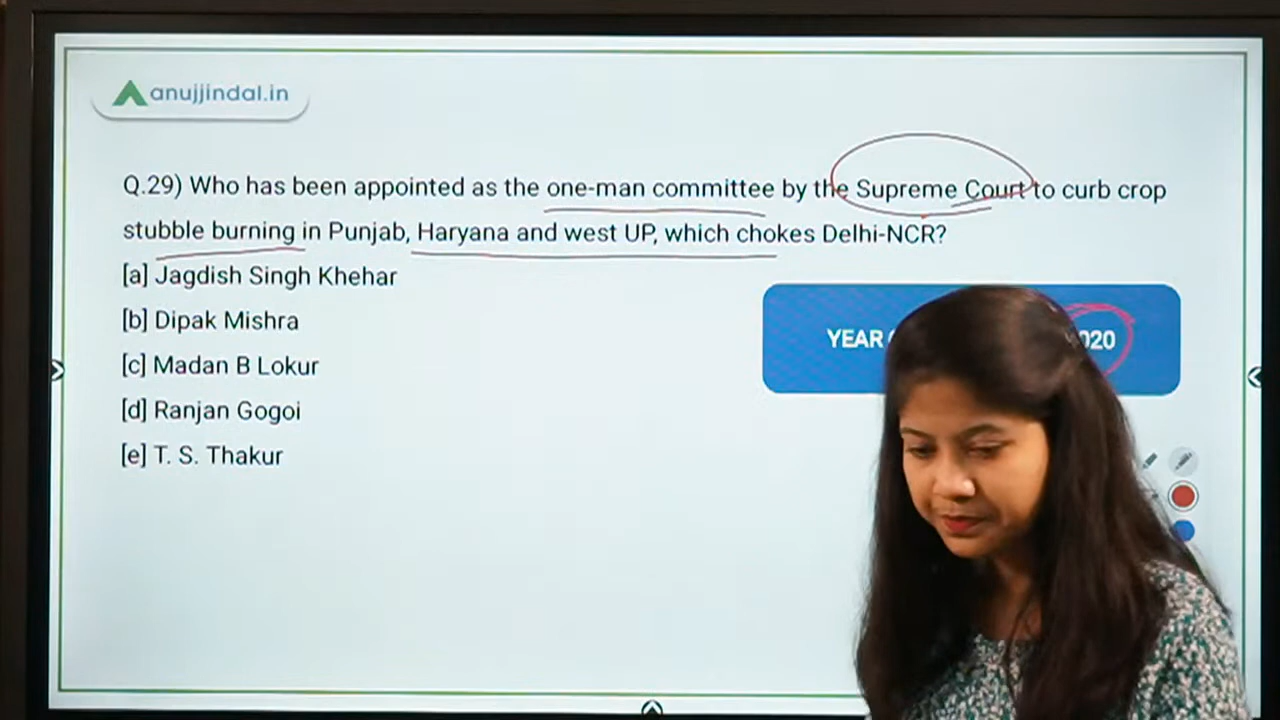 anujjindal.in
Q.29) Who has been appointed as the one-man committee by the Supreme Court to curb crop
stubble burning in Punjab, Haryana and west UP, which chokes Delhi-NCR?
[a] Jagdish Singh Khehar
[b] Dipak Mishra
[c] Madan B Lokur
[d] Ranjan Gogoi
[e] T. S. Thakur
YEAR